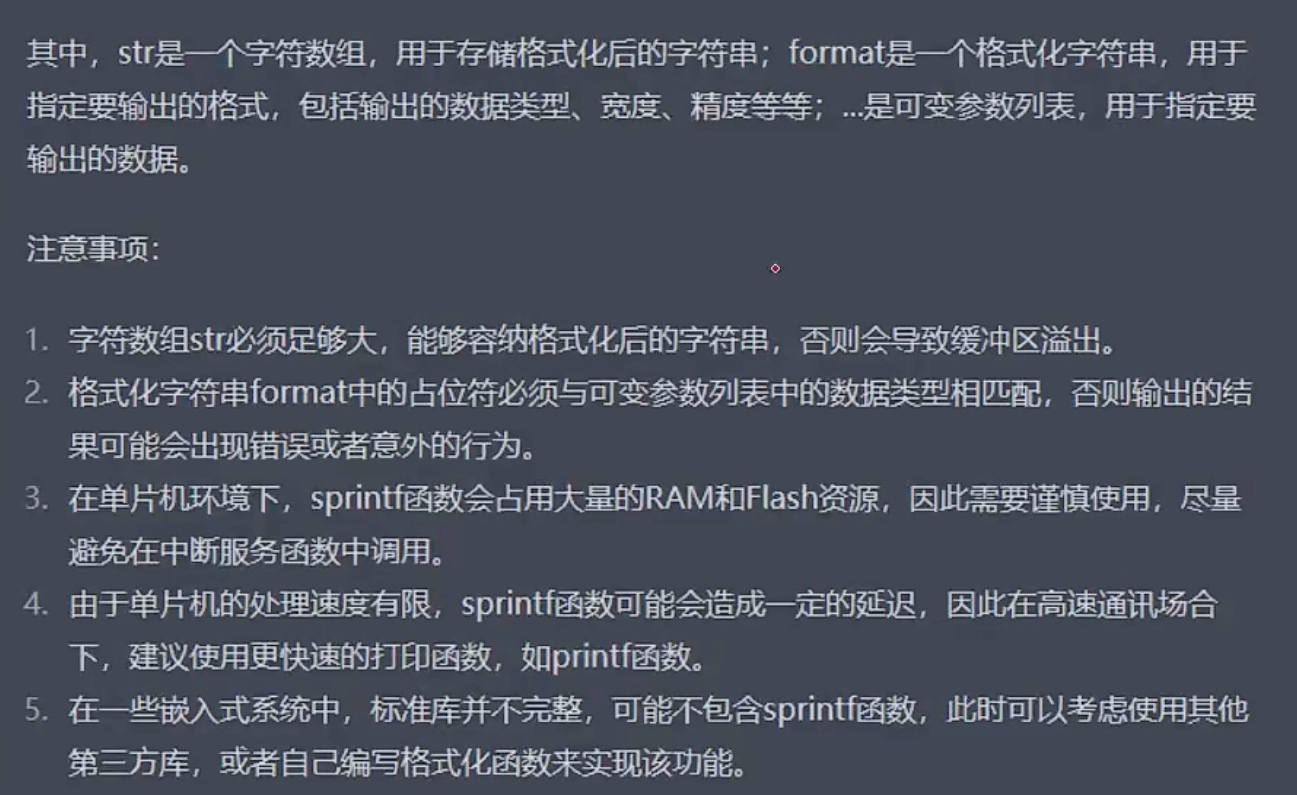 其中，str是一个字符数组，用于存储格式化后的字符串；format是一个格式化字符串，用于
指定要输出的格式，包括输出的数据类型、宽度、精度等等；...是可变参数列表，用于指定要
输出的数据。
注意事项：
1. 字符数组str必须足够大，能够容纳格式化后的字符串，否则会导致缓冲区溢出。
2. 格式化字符串format中的占位符必须与可变参数列表中的数据类型相匹配，否则输出的结
果可能会出现错误或者意外的行为。
3. 在单片机环境下，sprintf函数会占用大量的RAM和Flash资源，因此需要谨慎使用，尽量
避免在中断服务函数中调用。
4. 由于单片机的处理速度有限，sprintf函数可能会造成一定的延迟，因此在高速通讯场合
下，建议使用更快速的打印函数，如printf函数。
5. 在一些嵌入式系统中，标准库并不完整，可能不包含sprintf函数，此时可以考虑使用其他
第三方库，或者自己编写格式化函数来实现该功能。